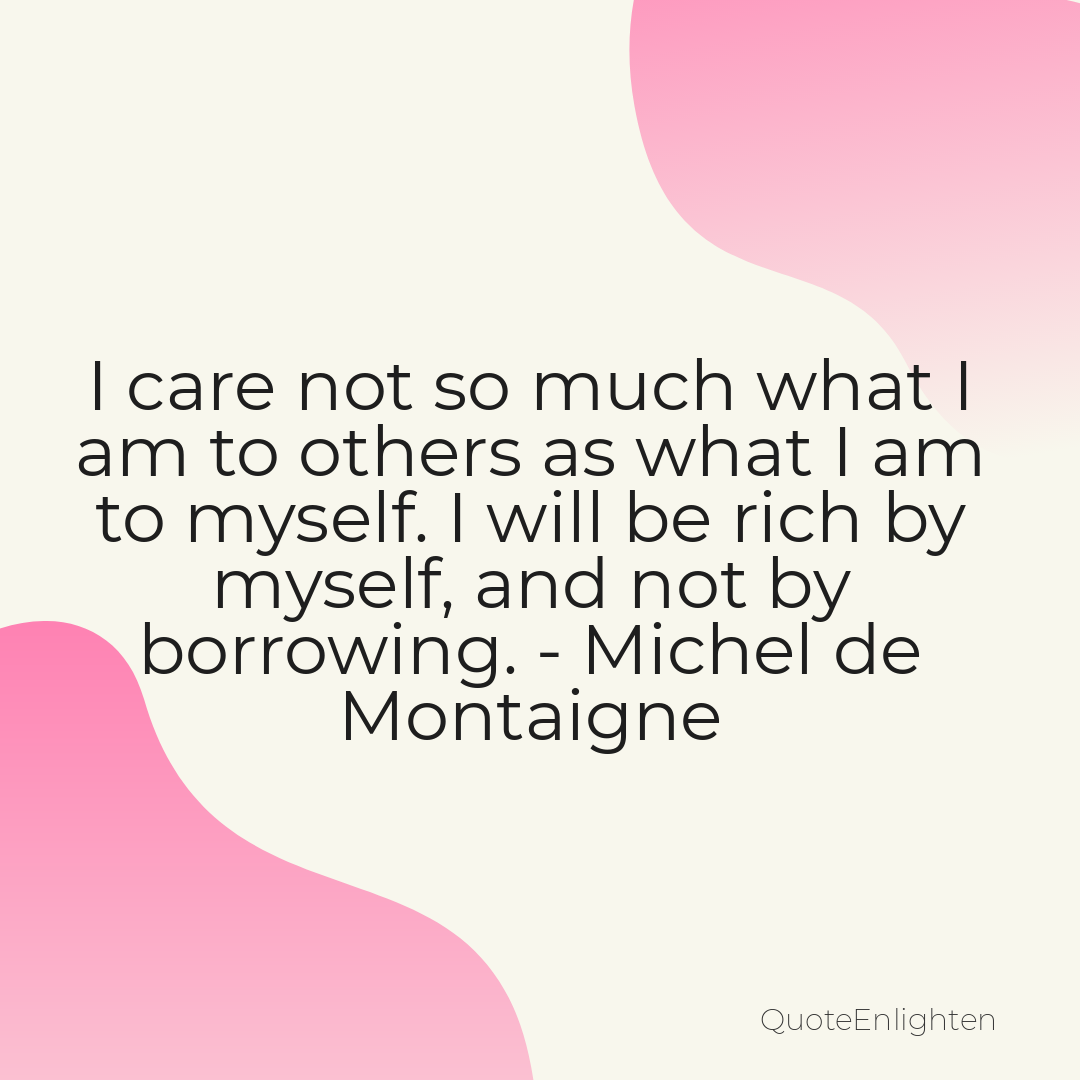 I care not so much what I
am to others as what I am
to myself. I will be rich by
myself, and not by
borrowing. - Michel de
Montaigne
QuoteEnlighten